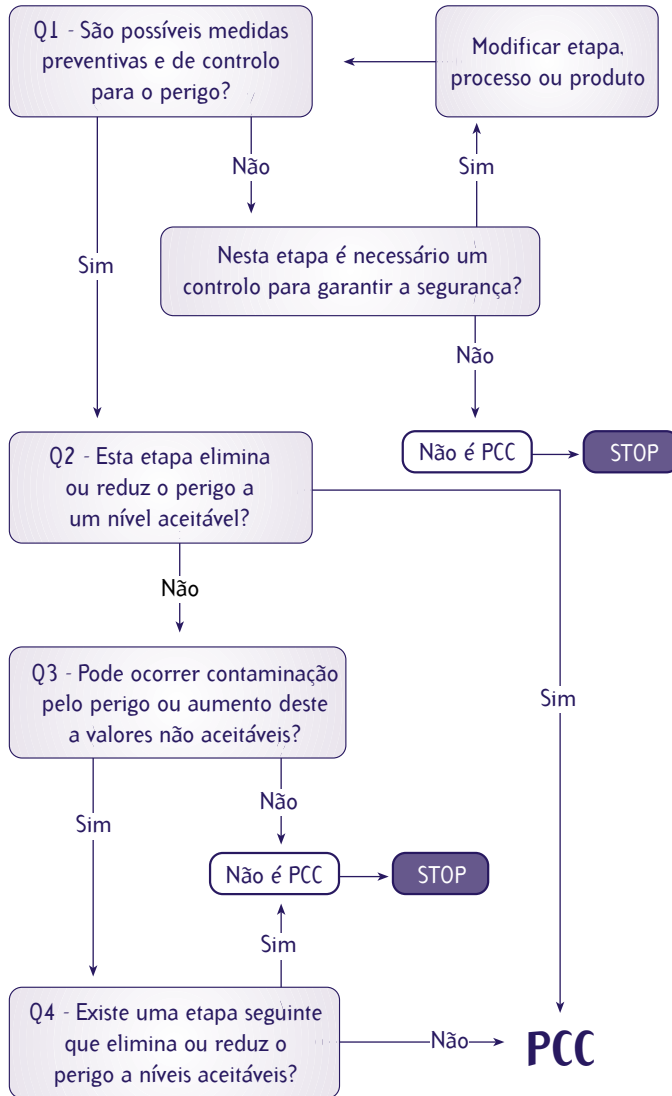 Q1 - São possíveis medidas
preventivas e de controlo
para o perigo?
Modificar etapa,
processo ou produto
Não
Sim
Sim
Nesta etapa é necessário um
controlo para garantir a segurança?
Não
Não é PCC
STOP
Q2 - Esta etapa elimina
ou reduz o perigo a
um nível aceitável?
Não
Sim
Q3 - Pode ocorrer contaminação
pelo perigo ou aumento deste
a valores não aceitáveis?
Sim
Não
Não é PCC
STOP
Sim
Q4 - Existe uma etapa seguinte
que elimina ou reduz o
perigo a níveis aceitáveis?
Não
PCC